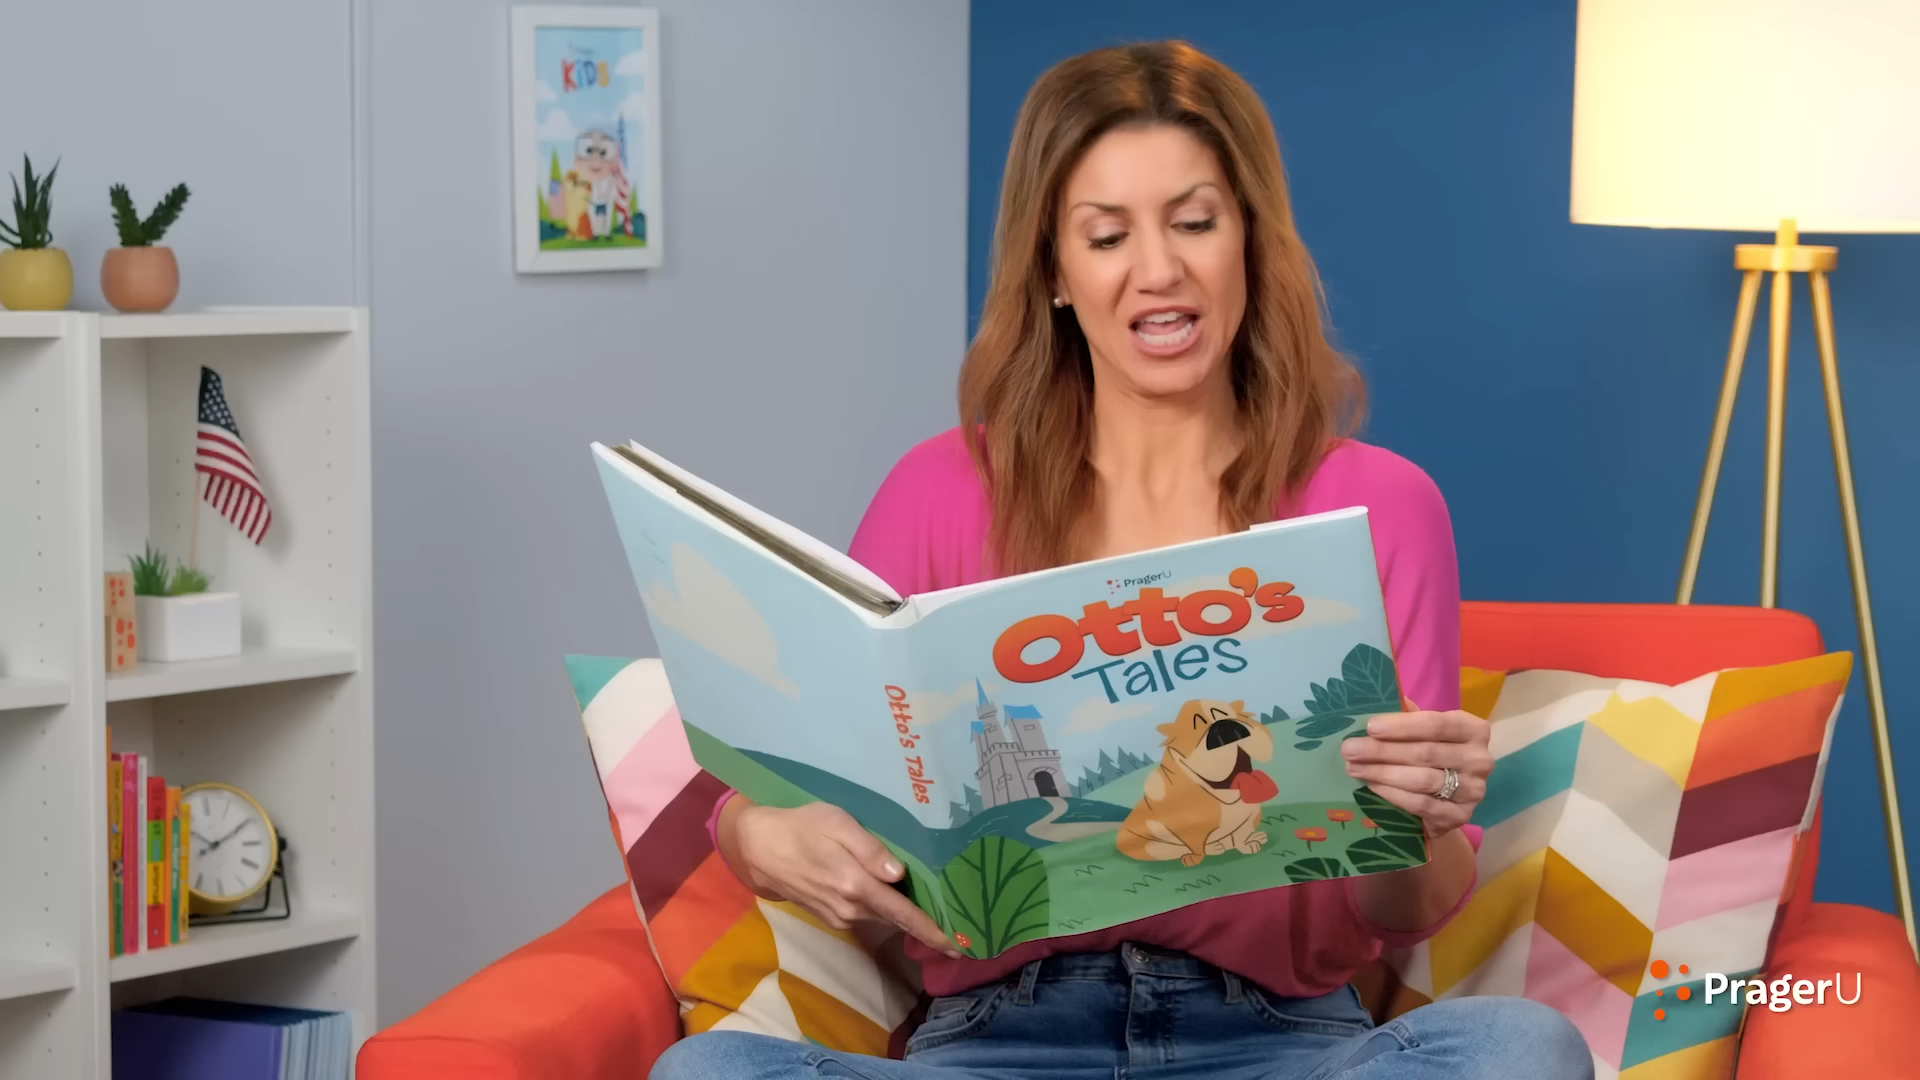 KIDS
PragerU
Otto's
Tales
Otto's Tales
PragerU